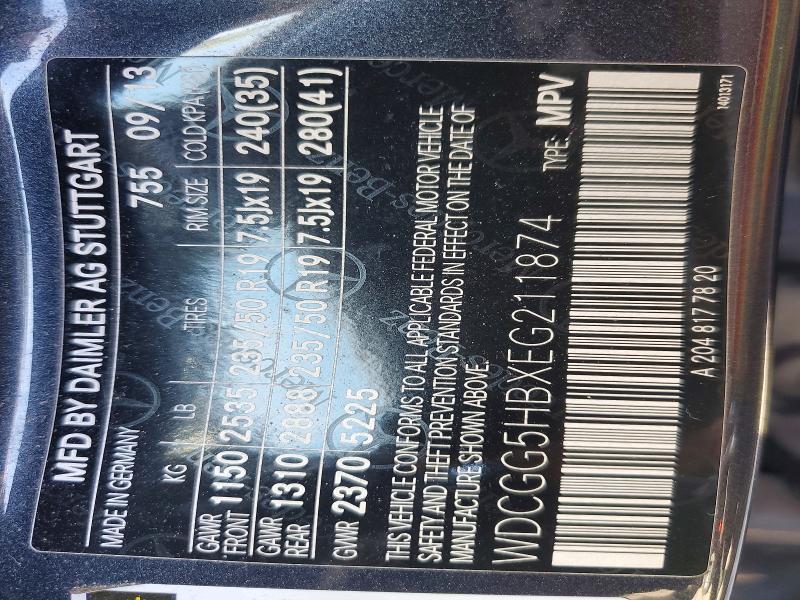 MFD BY DAIMLER AG STUTTGART
MADE IN GERMANY 755 09/13
KG LB TIRES RIM SIZE COLD KPA
GAWR FRONT 1150 2535 235/50 R19 7.5Jx19 240(35)
GAWR REAR 1310 2888 235/50 R19 7.5Jx19 280(41)
GVWR 2370 5225
THIS VEHICLE CONFORMS TO ALL APPLICABLE FEDERAL MOTOR VEHICLE
SAFETY AND THEFT PREVENTION STANDARDS IN EFFECT ON THE DATE OF
MANUFACTURE SHOWN ABOVE.
WDCGG5HBXEG211874 TYPE: MPV
A 204 817 78 20
14013171